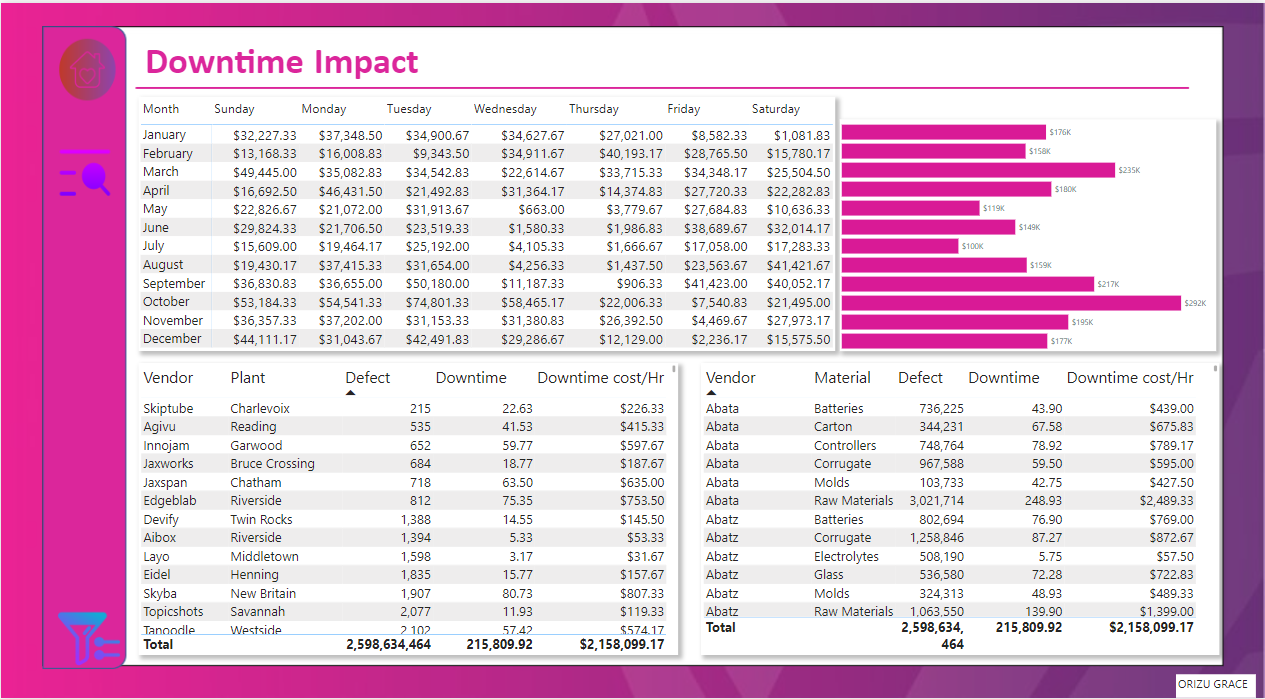 Downtime Impact
Month Sunday Monday Tuesday Wednesday Thursday Friday Saturday
January $32,227.33 $37,348.50 $34,900.67 $34,627.67 $27,021.00 $8,582.33 $1,081.83 $176K
February $13,168.33 $16,008.83 $9,343.50 $34,911.67 $40,193.17 $28,765.50 $15,780.17 $158K
March $49,445.00 $35,082.83 $34,542.83 $22,614.67 $33,715.33 $34,348.17 $25,504.50 $235K
April $16,692.50 $46,431.50 $21,492.83 $31,364.17 $14,374.83 $27,720.33 $22,282.83 $180K
May $22,826.67 $21,072.00 $31,913.67 $663.00 $3,779.67 $27,684.83 $10,636.33 $119K
June $29,824.33 $21,706.50 $23,519.33 $1,580.33 $1,986.83 $38,689.67 $32,014.17 $149K
July $15,609.00 $19,464.17 $25,192.00 $4,105.33 $1,666.67 $17,058.00 $17,283.33 $100K
August $19,430.17 $37,415.33 $31,654.00 $4,256.33 $1,437.50 $23,563.67 $41,421.67 $159K
September $36,830.83 $36,655.00 $50,180.00 $11,187.33 $906.33 $41,423.00 $40,052.17 $217K
October $53,184.33 $54,541.33 $74,801.33 $58,465.17 $22,006.33 $7,540.83 $21,495.00 $292K
November $36,357.33 $37,202.00 $31,153.33 $31,380.83 $26,392.50 $4,469.67 $27,973.17 $195K
December $44,111.17 $31,043.67 $42,491.83 $29,286.67 $12,129.00 $2,236.17 $15,575.50 $177K
Vendor Plant Defect Downtime Downtime cost/Hr
Skiptube Charlevoix 215 22.63 $226.33
Agivu Reading 535 41.53 $415.33
Innojam Garwood 652 59.77 $597.67
Jaxworks Bruce Crossing 684 18.77 $187.67
Jaxspan Chatham 718 63.50 $635.00
Edgeblab Riverside 812 75.35 $753.50
Devify Twin Rocks 1,388 14.55 $145.50
Aibox Riverside 1,394 5.33 $53.33
Layo Middletown 1,598 3.17 $31.67
Eidel Henning 1,835 15.77 $157.67
Skyba New Britain 1,907 80.73 $807.33
Topicshots Savannah 2,077 11.93 $119.33
Tanoodle Westside 2,102 57.42 $574.17
Total 2,598,634,464 215,809.92 $2,158,099.17
Vendor Material Defect Downtime Downtime cost/Hr
Abata Batteries 736,225 43.90 $439.00
Abata Carton 344,231 67.58 $675.83
Abata Controllers 748,764 78.92 $789.17
Abata Corrugate 967,588 59.50 $595.00
Abata Molds 103,733 42.75 $427.50
Abata Raw Materials 3,021,714 248.93 $2,489.33
Abatz Batteries 802,694 76.90 $769.00
Abatz Corrugate 1,258,846 87.27 $872.67
Abatz Electrolytes 508,190 5.75 $57.50
Abatz Glass 536,580 72.28 $722.83
Abatz Molds 324,313 48.93 $489.33
Abatz Raw Materials 1,063,550 139.90 $1,399.00
Total 2,598,634, 215,809.92 $2,158,099.17
464
ORIZU GRACE